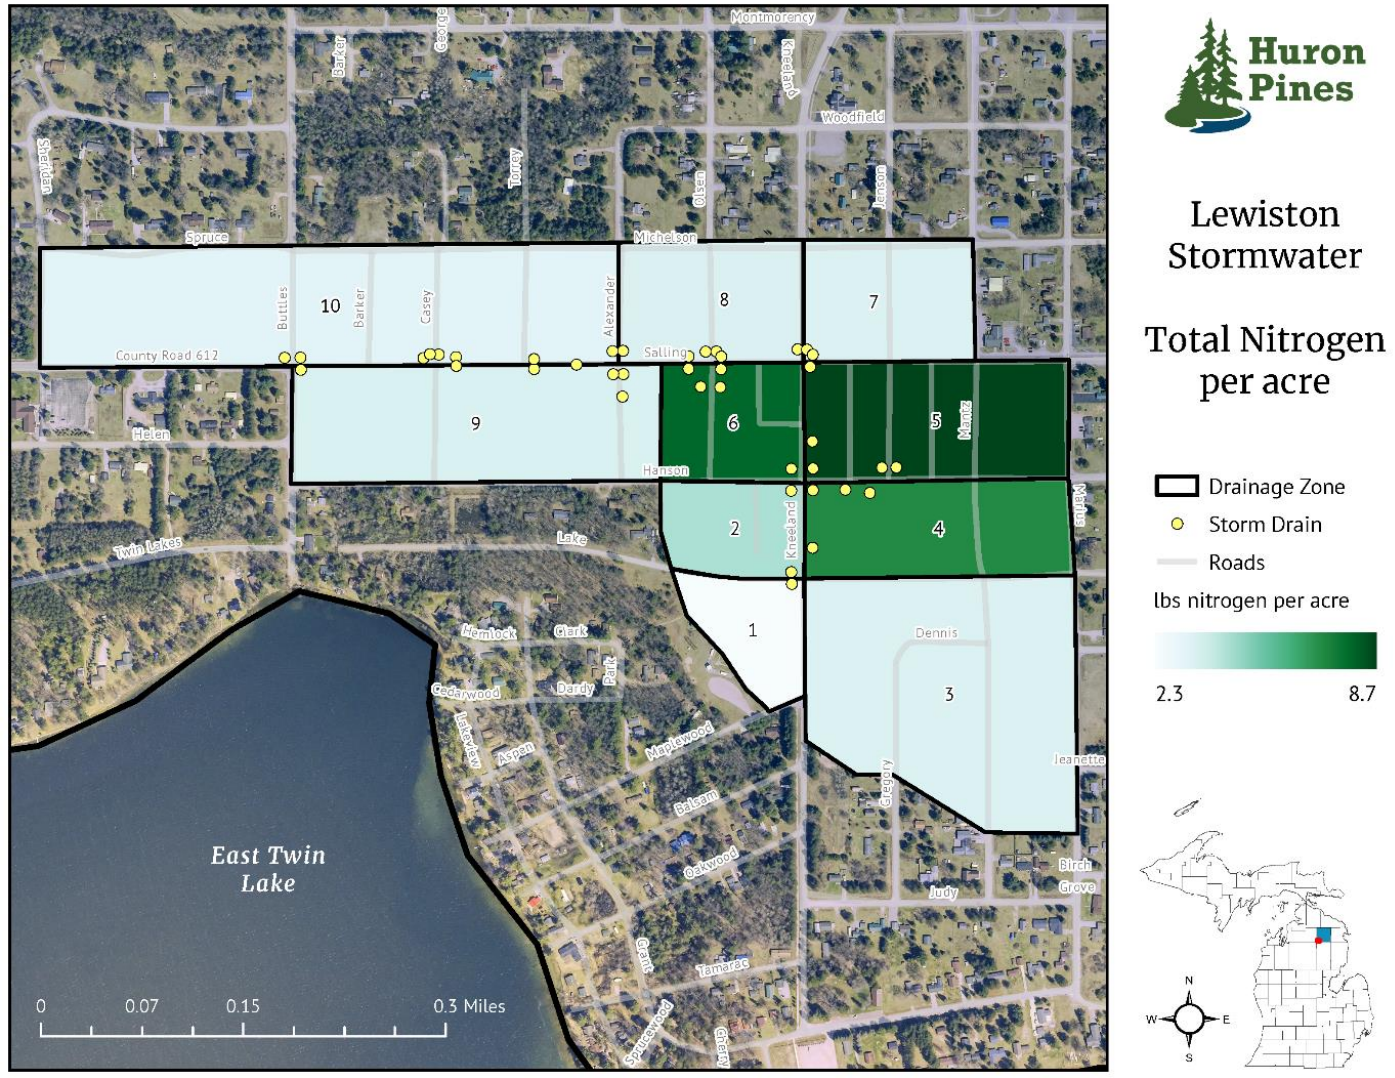 Montmorency
George
Barker
Kneeland
Woodfield
Sheridan
Torrey
Olsen
Jenson
Spruce
Michelson
Buttles
10
Barker
Casey
Alexander
8
7
County Road 612
Salling
9
6
5
Mantz
Helen
Hanson
2
Kneeland
4
Marius
Twin Lakes
Lake
1
Hemlock
Clark
Dennis
Park
Cedarwood
Dardy
3
Lakeview
Aspen
Maplewood
Jeanette
Gregory
Balsam
East Twin
Lake
Oakwood
Birch
Grove
Judy
Grant
Tamarac
Sprucewood
Cherry
0
0.07
0.15
0.3 Miles
Huron
Pines
Lewiston
Stormwater
Total Nitrogen
per acre
Drainage Zone
Storm Drain
Roads
lbs nitrogen per acre
2.3
8.7
N
W
E
S